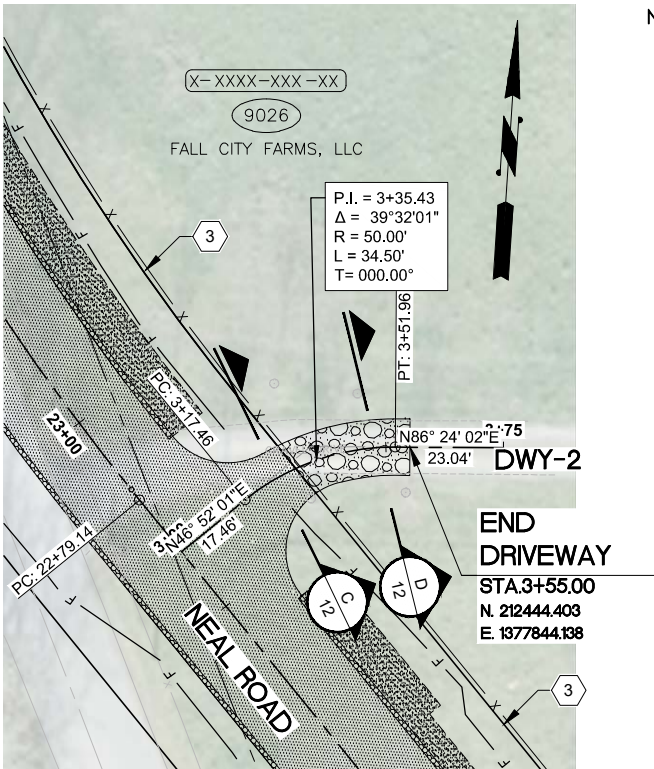 N
X-XXXX-XXX-XX
9026
FALL CITY FARMS, LLC
P.I. = 3+35.43
Δ = 39°32'01"
R = 50.00'
L = 34.50'
T= 000.00°
3
PT: 3+51.96
PC: 3+17.46
23+00
N86° 24' 02"E
23.04'
+75
DWY-2
N46° 52' 01"E
17.46'
PC: 22+79.14
END
DRIVEWAY
STA.3+55.00
N. 212444.403
E. 1377844.138
C
12
D
12
NEAL ROAD
3